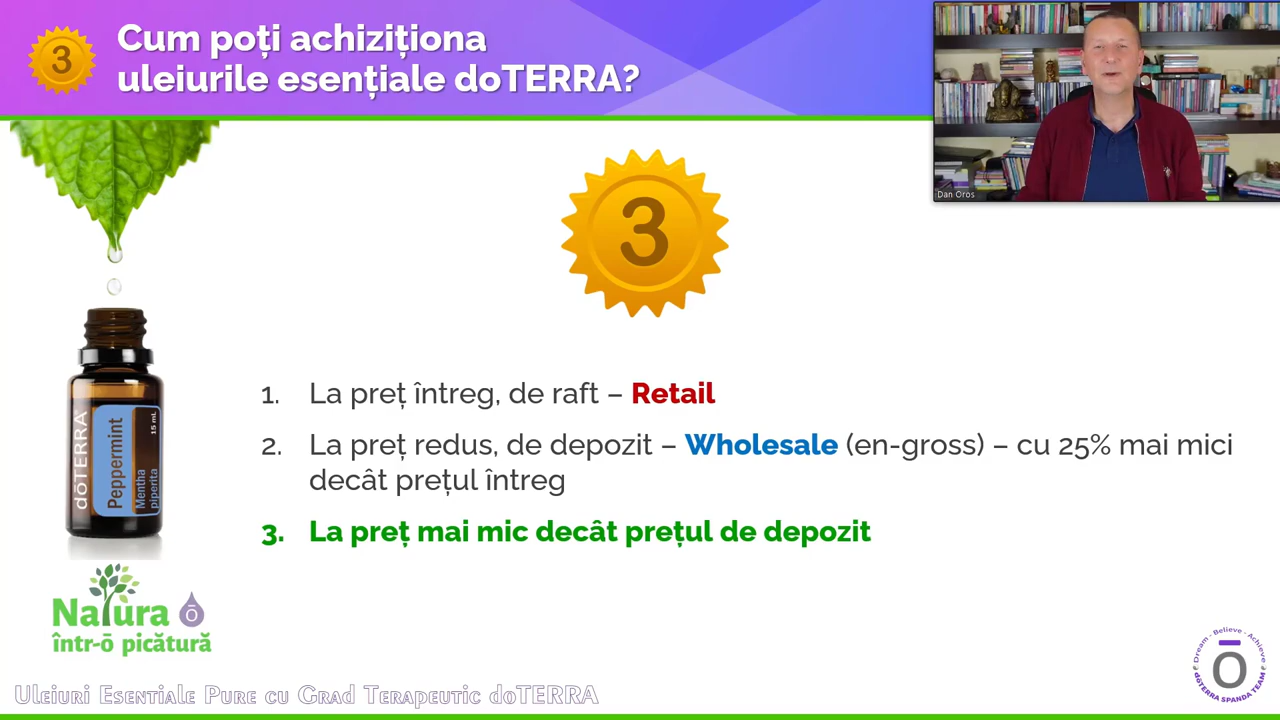 3
Cum poți achiziționa
uleiurile esențiale doTERRA?
Dan Oros
3
1. La preț întreg, de raft – Retail
2. La preț redus, de depozit – Wholesale (en-gross) – cu 25% mai mici
decât prețul întreg
3. La preț mai mic decât prețul de depozit
dōTERRA
Peppermint
Mentha
piperita
15 mL
Natura ō
într-ō picătură
Uleiuri Esentiale Pure cu Grad Terapeutic doTERRA
Dream - Believe - Achieve
Ō
dōTERRA SPANDA TEAM